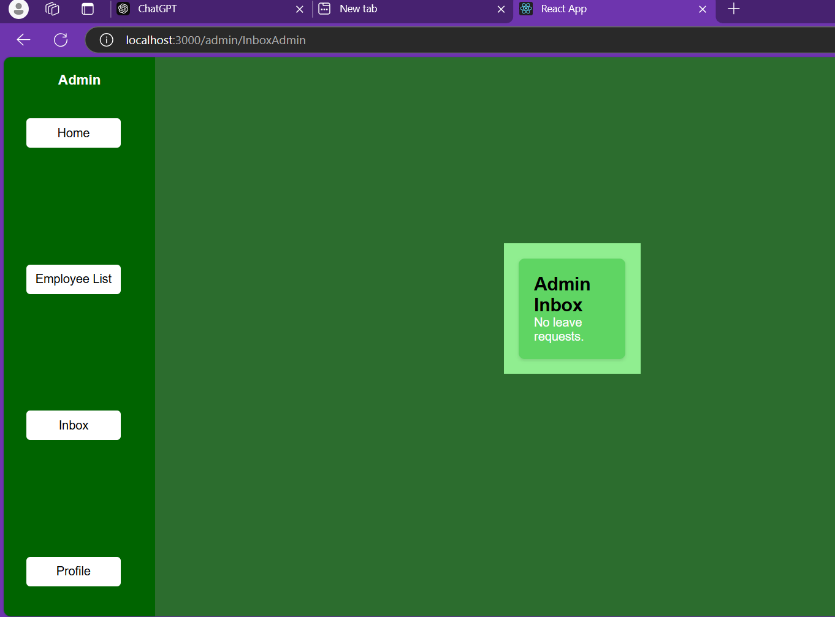 ChatGPT
New tab
React App
localhost:3000/admin/InboxAdmin
Admin
Home
Employee List
Inbox
Profile
Admin
Inbox
No leave
requests.